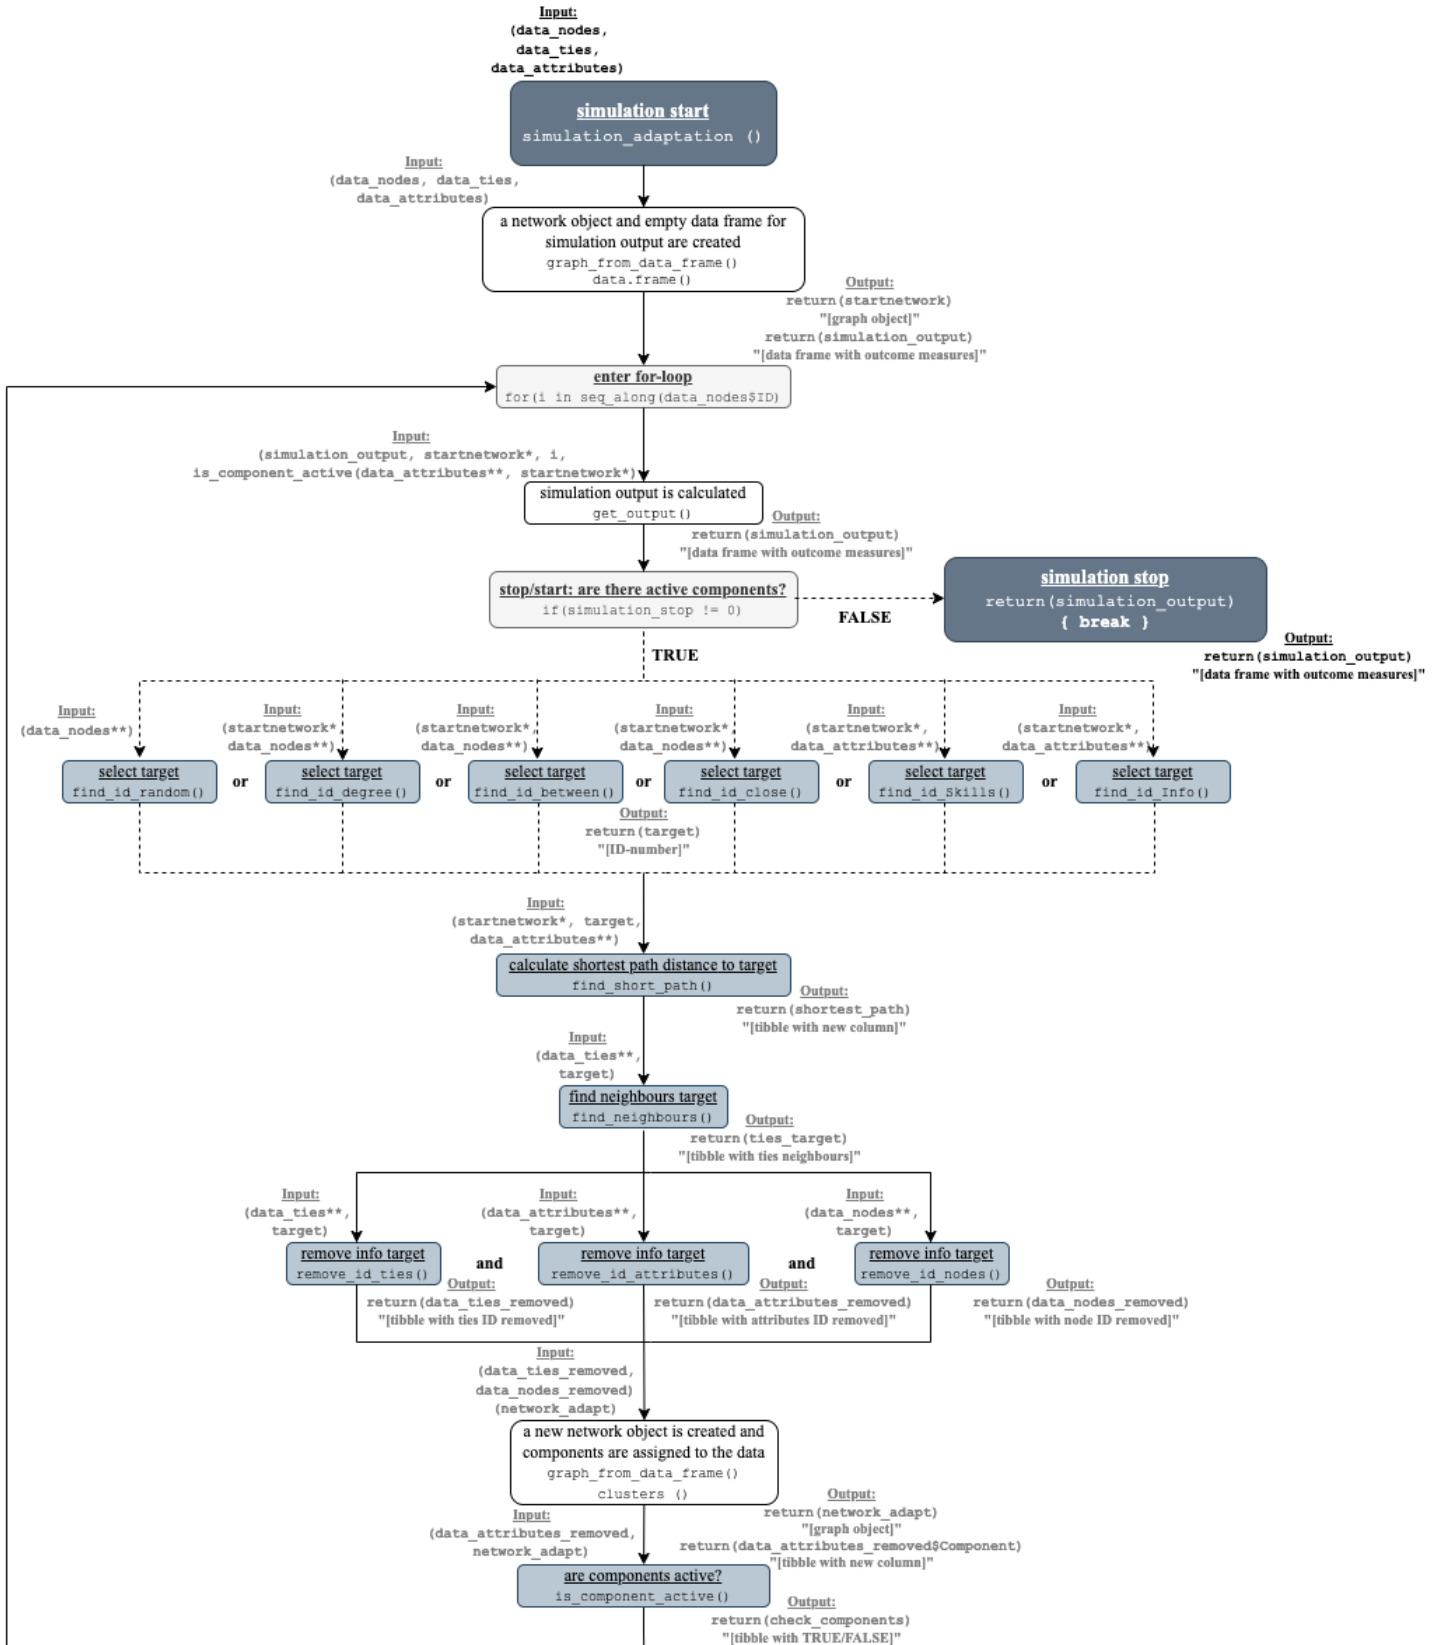 Input:
(data_nodes,
data_ties,
data_attributes)
simulation start
simulation_adaptation ()
Input:
(data_nodes, data_ties,
data_attributes)
a network object and empty data frame for
simulation output are created
graph_from_data_frame()
data.frame()
Output:
return(startnetwork)
"[graph object]"
return(simulation_output)
"[data frame with outcome measures]"
enter for-loop
for(i in seq_along(data_nodes$ID)
Input:
(simulation_output, startnetwork*, i,
is_component_active(data_attributes**, startnetwork*)
simulation output is calculated
get_output()
Output:
return(simulation_output)
"[data frame with outcome measures]"
stop/start: are there active components?
if(simulation_stop != 0)
FALSE
simulation stop
return(simulation_output)
{ break }
Output:
return(simulation_output)
"[data frame with outcome measures]"
TRUE
Input:
(data_nodes**)
Input:
(startnetwork*,
data_nodes**)
Input:
(startnetwork*,
data_nodes**)
Input:
(startnetwork*,
data_nodes**)
Input:
(startnetwork*,
data_attributes**)
Input:
(startnetwork*,
data_attributes**)
select target
find_id_random()
or
select target
find_id_degree()
or
select target
find_id_between()
or
select target
find_id_close()
or
select target
find_id_Skills()
or
select target
find_id_Info()
Output:
return(target)
"[ID-number]"
Input:
(startnetwork*, target,
data_attributes**)
calculate shortest path distance to target
find_short_path()
Output:
return(shortest_path)
"[tibble with new column]"
Input:
(data_ties**,
target)
find neighbours target
find_neighbours()
Output:
return(ties_target)
"[tibble with ties neighbours]"
Input:
(data_ties**,
target)
Input:
(data_attributes**,
target)
Input:
(data_nodes**,
target)
remove info target
remove_id_ties()
and
remove info target
remove_id_attributes()
and
remove info target
remove_id_nodes()
Output:
return(data_ties_removed)
"[tibble with ties ID removed]"
Output:
return(data_attributes_removed)
"[tibble with attributes ID removed]"
Output:
return(data_nodes_removed)
"[tibble with node ID removed]"
Input:
(data_ties_removed,
data_nodes_removed)
(network_adapt)
a new network object is created and
components are assigned to the data
graph_from_data_frame()
clusters ()
Output:
return(network_adapt)
"[graph object]"
return(data_attributes_removed$Component)
"[tibble with new column]"
Input:
(data_attributes_removed,
network_adapt)
are components active?
is_component_active()
Output:
return(check_components)
"[tibble with TRUE/FALSE]"